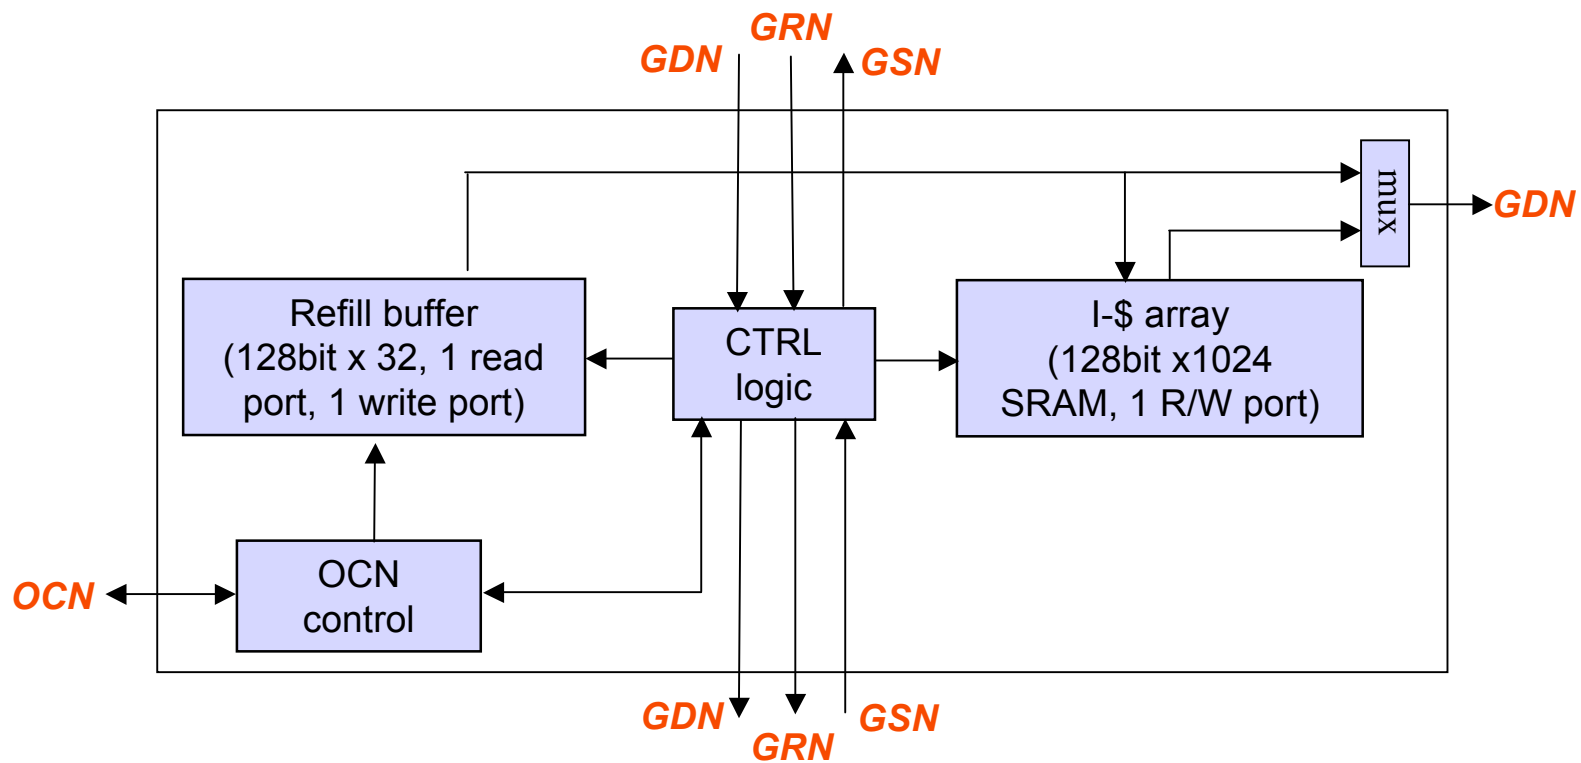 GRN
GDN
GSN
mux
GDN
Refill buffer
(128bit x 32, 1 read
port, 1 write port)
CTRL
logic
I-$ array
(128bit x1024
SRAM, 1 R/W port)
OCN
OCN
control
GDN
GSN
GRN